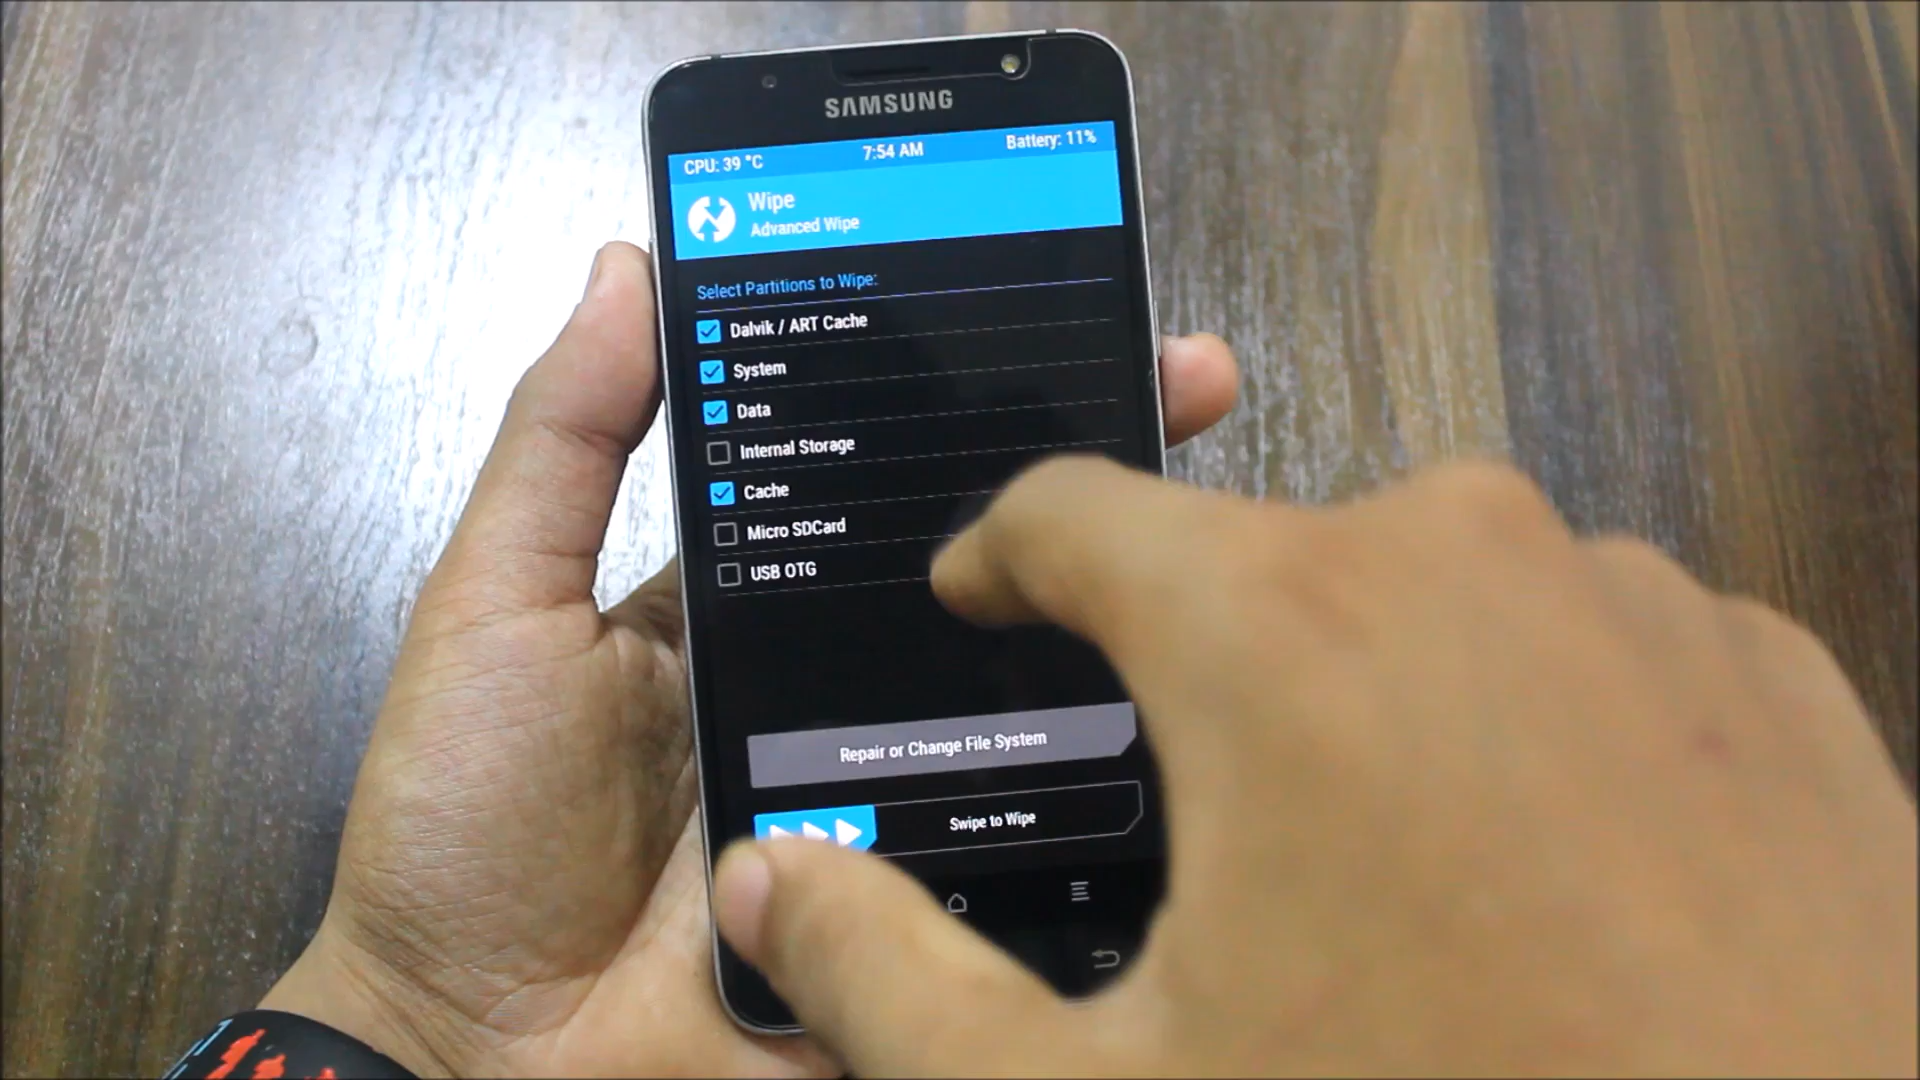 SAMSUNG
CPU: 39 °C 7:54 AM Battery: 11%
Wipe
Advanced Wipe
Select Partitions to Wipe:
Dalvik / ART Cache
System
Data
Internal Storage
Cache
Micro SDCard
USB OTG
Repair or Change File System
Swipe to Wipe